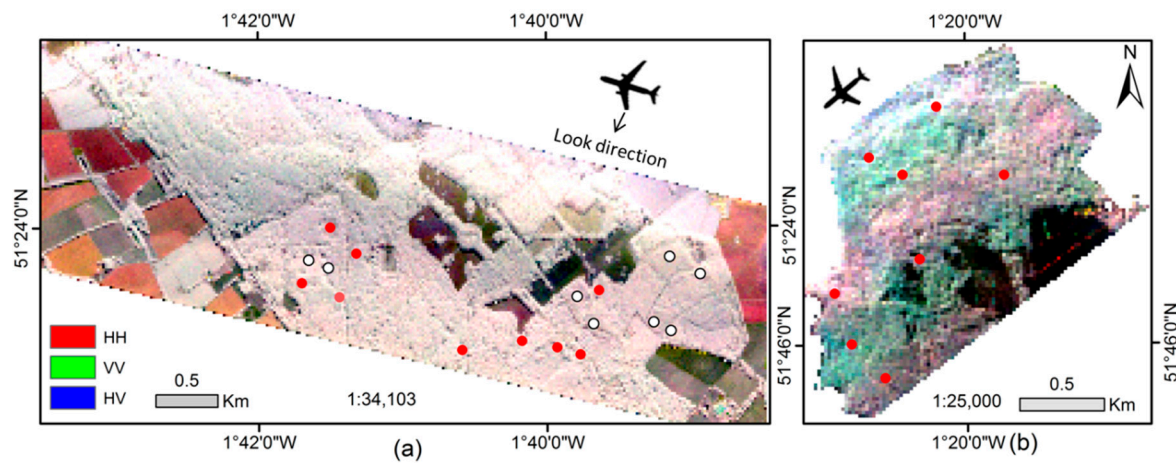 1°42'0"W
1°40'0"W
1°20'0"W
N
Look direction
51°24'0"N
51°24'0"N
51°46'0"N
51°46'0"N
HH
VV
HV
0.5
Km
1:34,103
1:25,000
0.5
Km
1°42'0"W
(a)
1°40'0"W
1°20'0"W
(b)